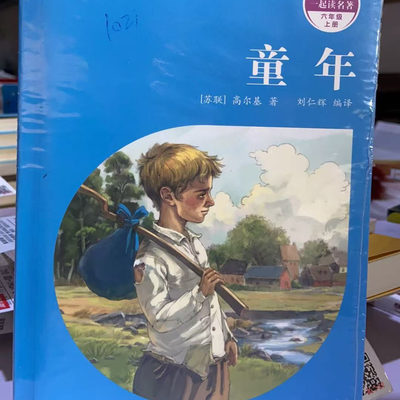 一起读名著
六年级
上册
1021
童年
[苏联] 高尔基 著 刘仁辉 编译